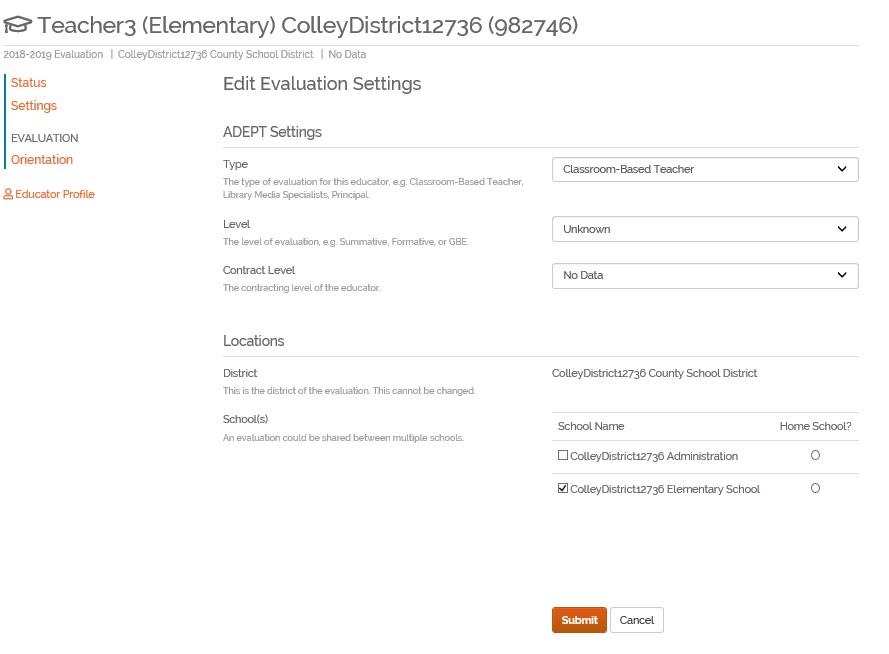 Teacher3 (Elementary) ColleyDistrict12736 (982746)
2018-2019 Evaluation | ColleyDistrict12736 County School District | No Data
Status
Settings
EVALUATION
Orientation
Educator Profile
Edit Evaluation Settings
ADEPT Settings
Type
The type of evaluation for this educator, e.g. Classroom-Based Teacher,
Library Media Specialists, Principal.
Classroom-Based Teacher
Level
The level of evaluation, e.g. Summative, Formative, or GBE.
Unknown
Contract Level
The contracting level of the educator.
No Data
Locations
District
This is the district of the evaluation. This cannot be changed.
ColleyDistrict12736 County School District
School(s)
An evaluation could be shared between multiple schools.
School Name Home School?
ColleyDistrict12736 Administration
ColleyDistrict12736 Elementary School
Submit Cancel